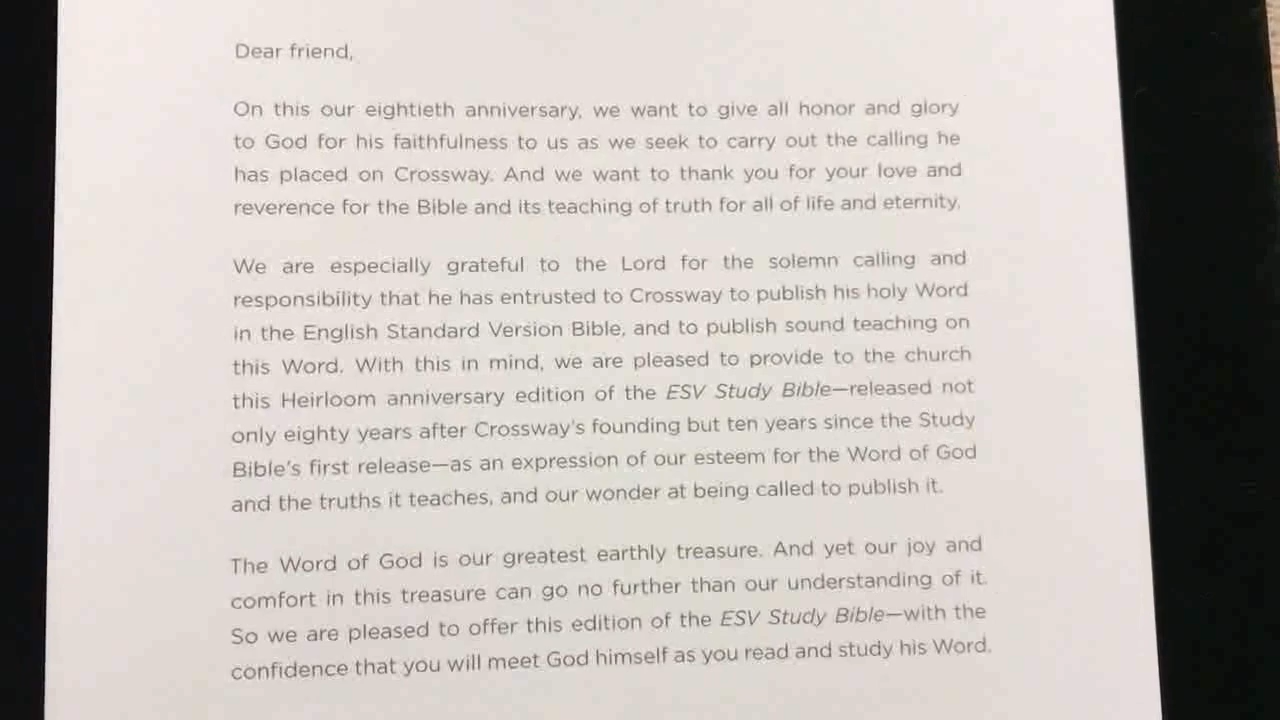 Dear friend,
On this our eightieth anniversary, we want to give all honor and glory
to God for his faithfulness to us as we seek to carry out the calling he
has placed on Crossway. And we want to thank you for your love and
reverence for the Bible and its teaching of truth for all of life and eternity.
We are especially grateful to the Lord for the solemn calling and
responsibility that he has entrusted to Crossway to publish his holy Word
in the English Standard Version Bible, and to publish sound teaching on
this Word. With this in mind, we are pleased to provide to the church
this Heirloom anniversary edition of the ESV Study Bible—released not
only eighty years after Crossway's founding but ten years since the Study
Bible's first release—as an expression of our esteem for the Word of God
and the truths it teaches, and our wonder at being called to publish it.
The Word of God is our greatest earthly treasure. And yet our joy and
comfort in this treasure can go no further than our understanding of it.
So we are pleased to offer this edition of the ESV Study Bible—with the
confidence that you will meet God himself as you read and study his Word.